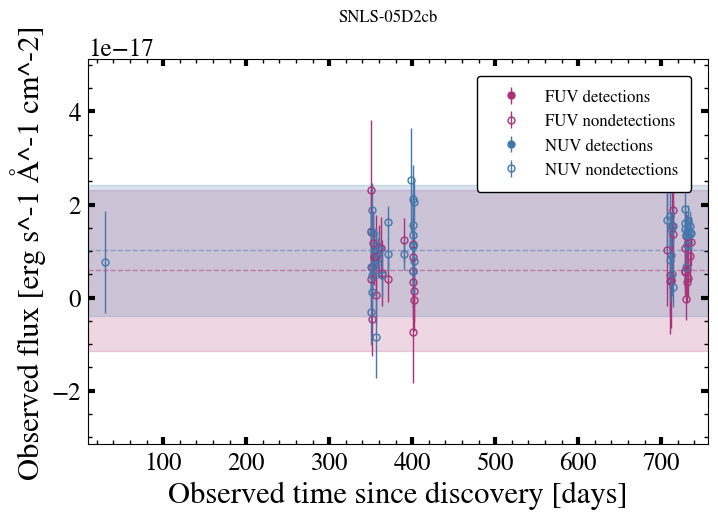 SNLS-05D2cb
1e−17
Observed flux [erg s^-1 Å^-1 cm^-2]
4
2
0
−2
FUV detections
FUV nondetections
NUV detections
NUV nondetections
100 200 300 400 500 600 700
Observed time since discovery [days]